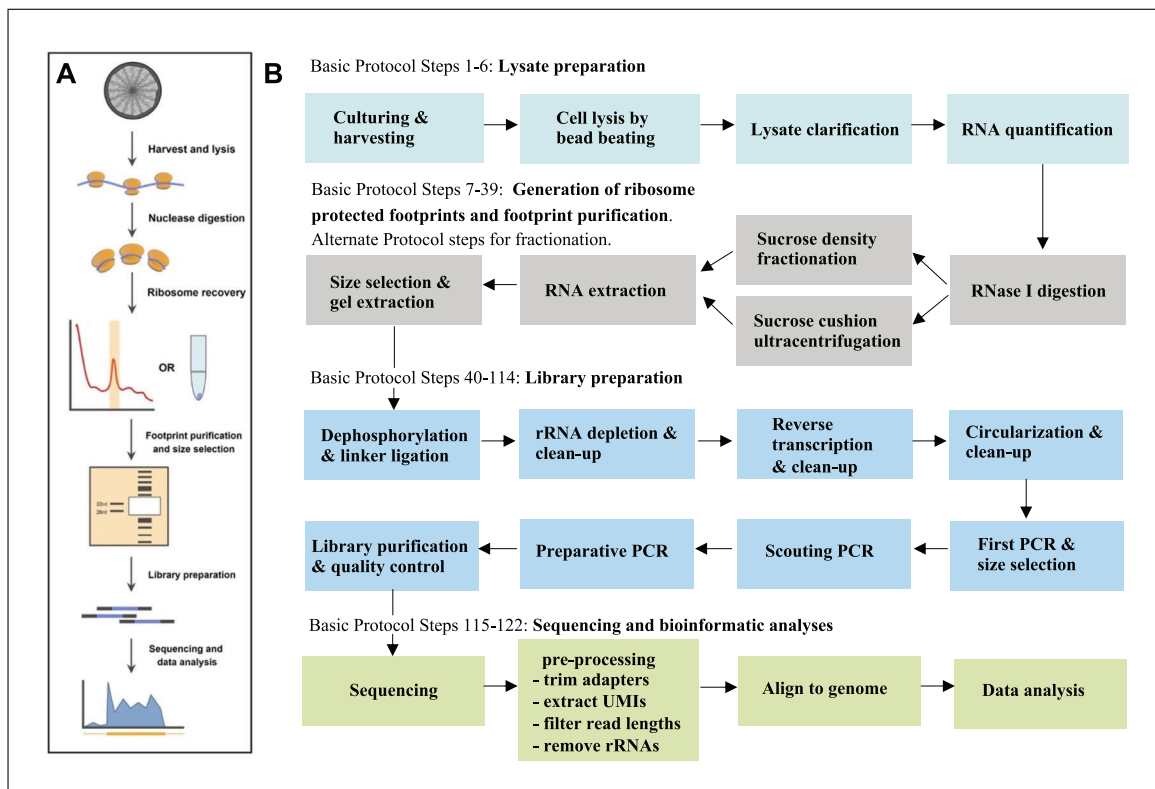 A
Harvest and lysis
Nuclease digestion
Ribosome recovery
OR
Footprint purification
and size selection
32nt
28nt
Library preparation
Sequencing and
data analysis
B
Basic Protocol Steps 1-6: Lysate preparation
Culturing &
harvesting
Cell lysis by
bead beating
Lysate clarification
RNA quantification
Basic Protocol Steps 7-39: Generation of ribosome
protected footprints and footprint purification.
Alternate Protocol steps for fractionation.
RNase I digestion
Sucrose density
fractionation
Sucrose cushion
ultracentrifugation
RNA extraction
Size selection &
gel extraction
Basic Protocol Steps 40-114: Library preparation
Dephosphorylation
& linker ligation
rRNA depletion &
clean-up
Reverse
transcription
& clean-up
Circularization &
clean-up
First PCR &
size selection
Scouting PCR
Preparative PCR
Library purification
& quality control
Basic Protocol Steps 115-122: Sequencing and bioinformatic analyses
Sequencing
pre-processing
- trim adapters
- extract UMIs
- filter read lengths
- remove rRNAs
Align to genome
Data analysis